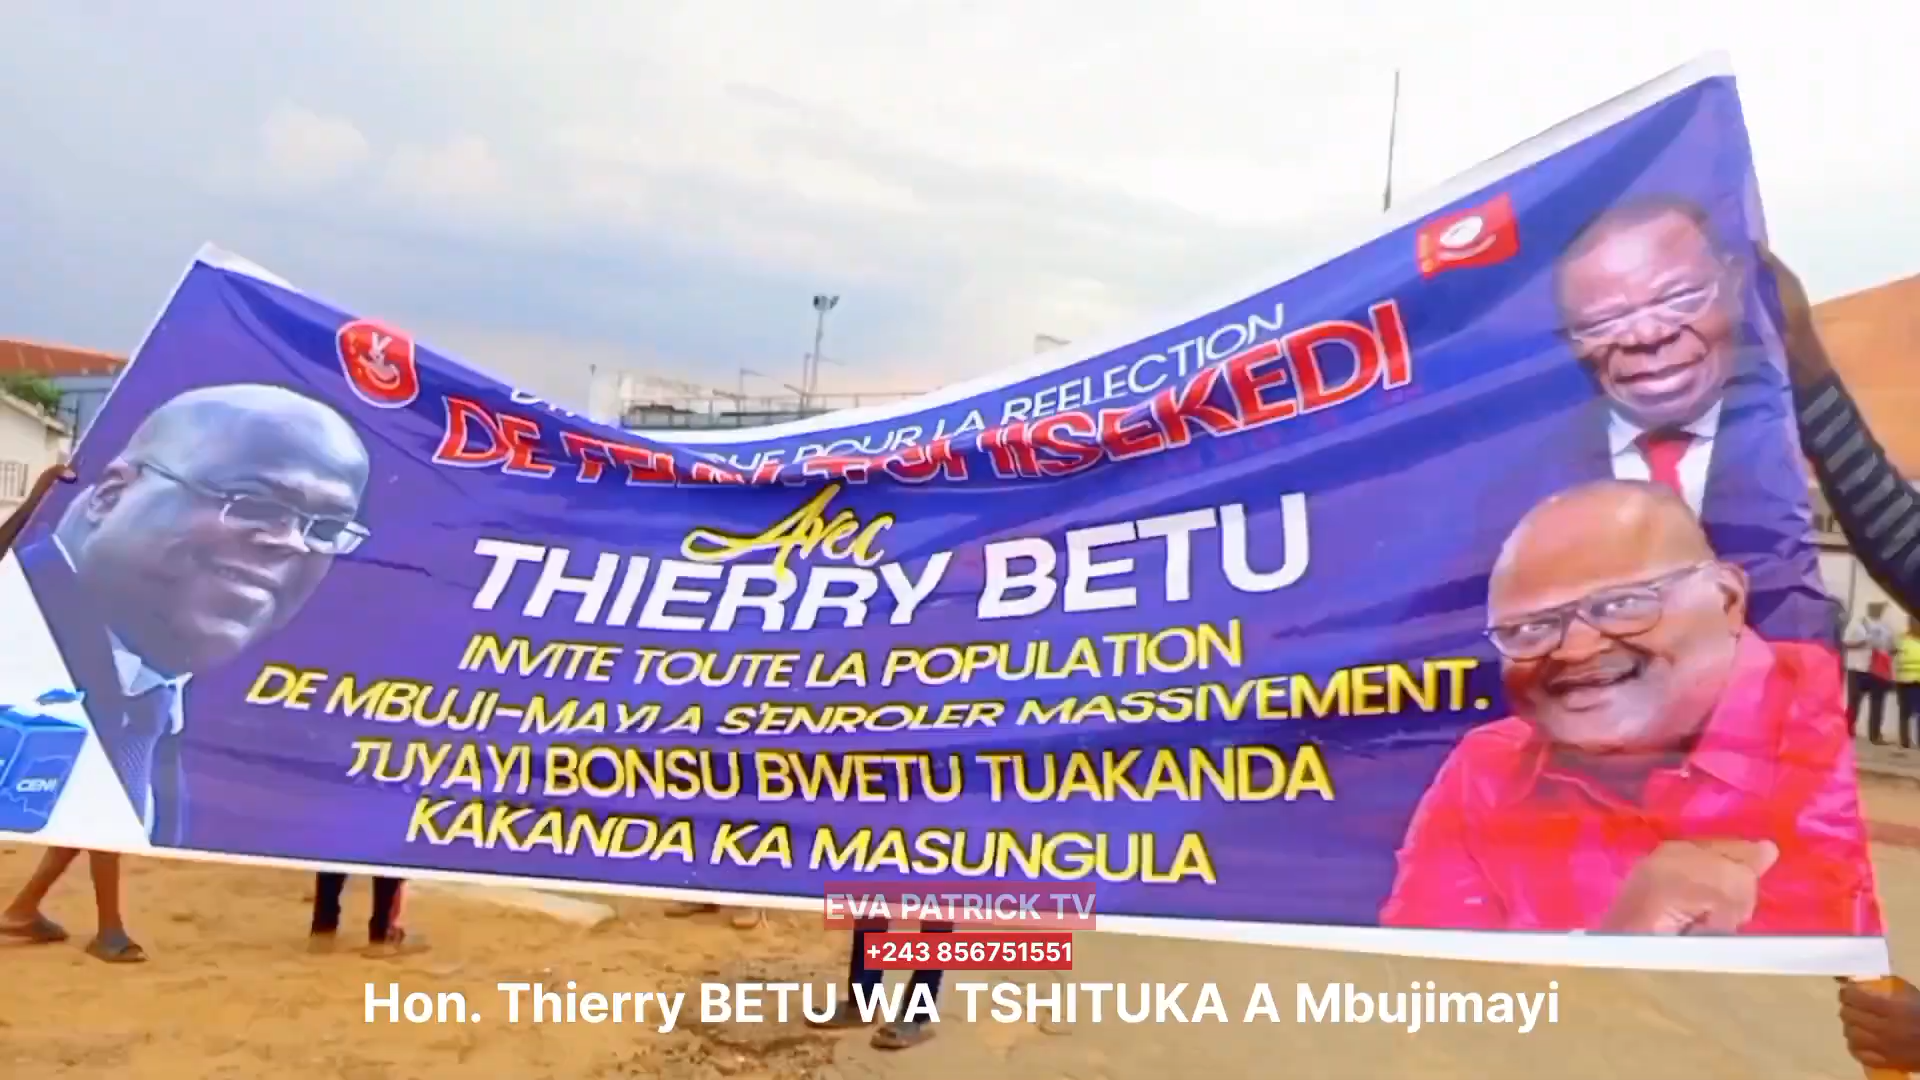 POUR LA REELECTION
DE TSHISEKEDI
Avec
THIERRY BETU
INVITE TOUTE LA POPULATION
DE MBUJI-MAYI A S'ENROLER MASSIVEMENT.
TUYAYI BONSU BWETU TUAKANDA
KAKANDA KA MASUNGULA
CENI
EVA PATRICK TV
+243 856751551
Hon. Thierry BETU WA TSHITUKA A Mbujimayi